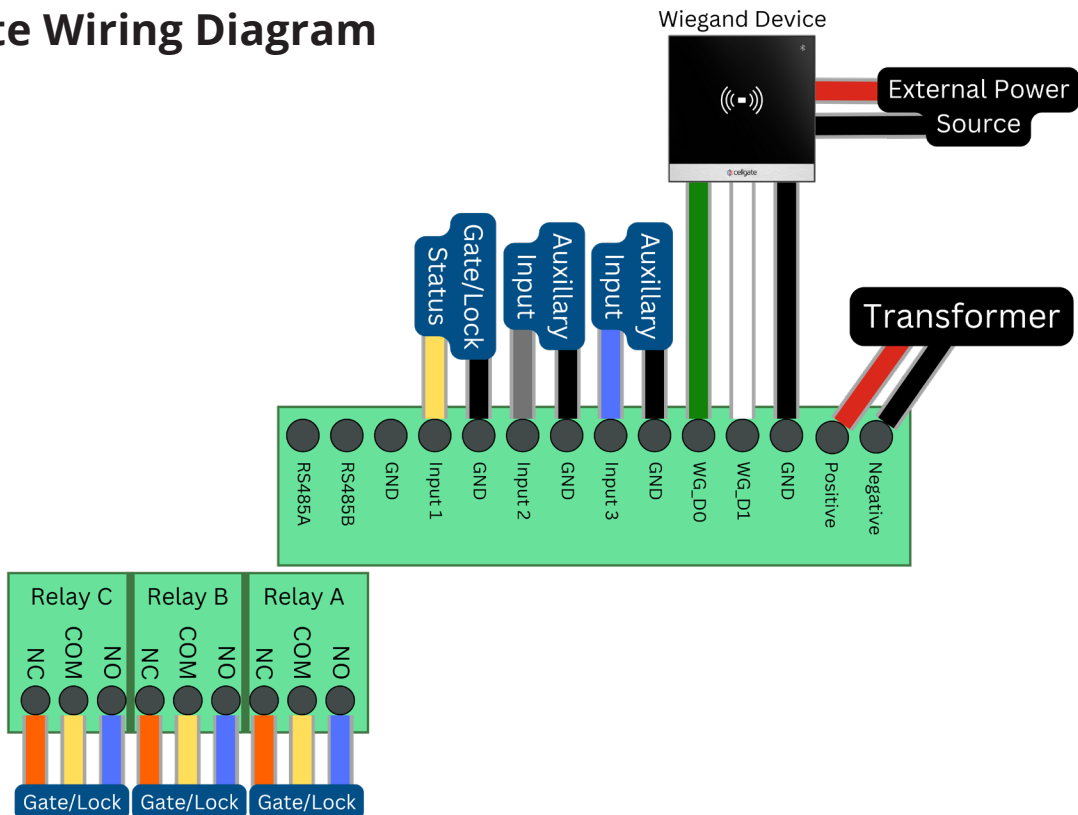 te Wiring Diagram
Wiegand Device
cellgate
External Power
Source
Gate/Lock
Status
Auxillary
Input
Auxillary
Input
Transformer
RS485A
RS485B
GND
Input 1
GND
Input 2
GND
Input 3
GND
WG_D0
WG_D1
GND
Positive
Negative
Relay C
Relay B
Relay A
NC
COM
NO
NC
COM
NO
NC
COM
NO
Gate/Lock
Gate/Lock
Gate/Lock